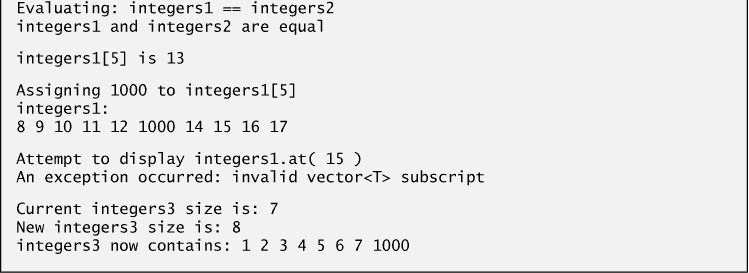 Evaluating: integers1 == integers2
integers1 and integers2 are equal
integers1[5] is 13
Assigning 1000 to integers1[5]
integers1:
8 9 10 11 12 1000 14 15 16 17
Attempt to display integers1.at( 15 )
An exception occurred: invalid vector<T> subscript
Current integers3 size is: 7
New integers3 size is: 8
integers3 now contains: 1 2 3 4 5 6 7 1000